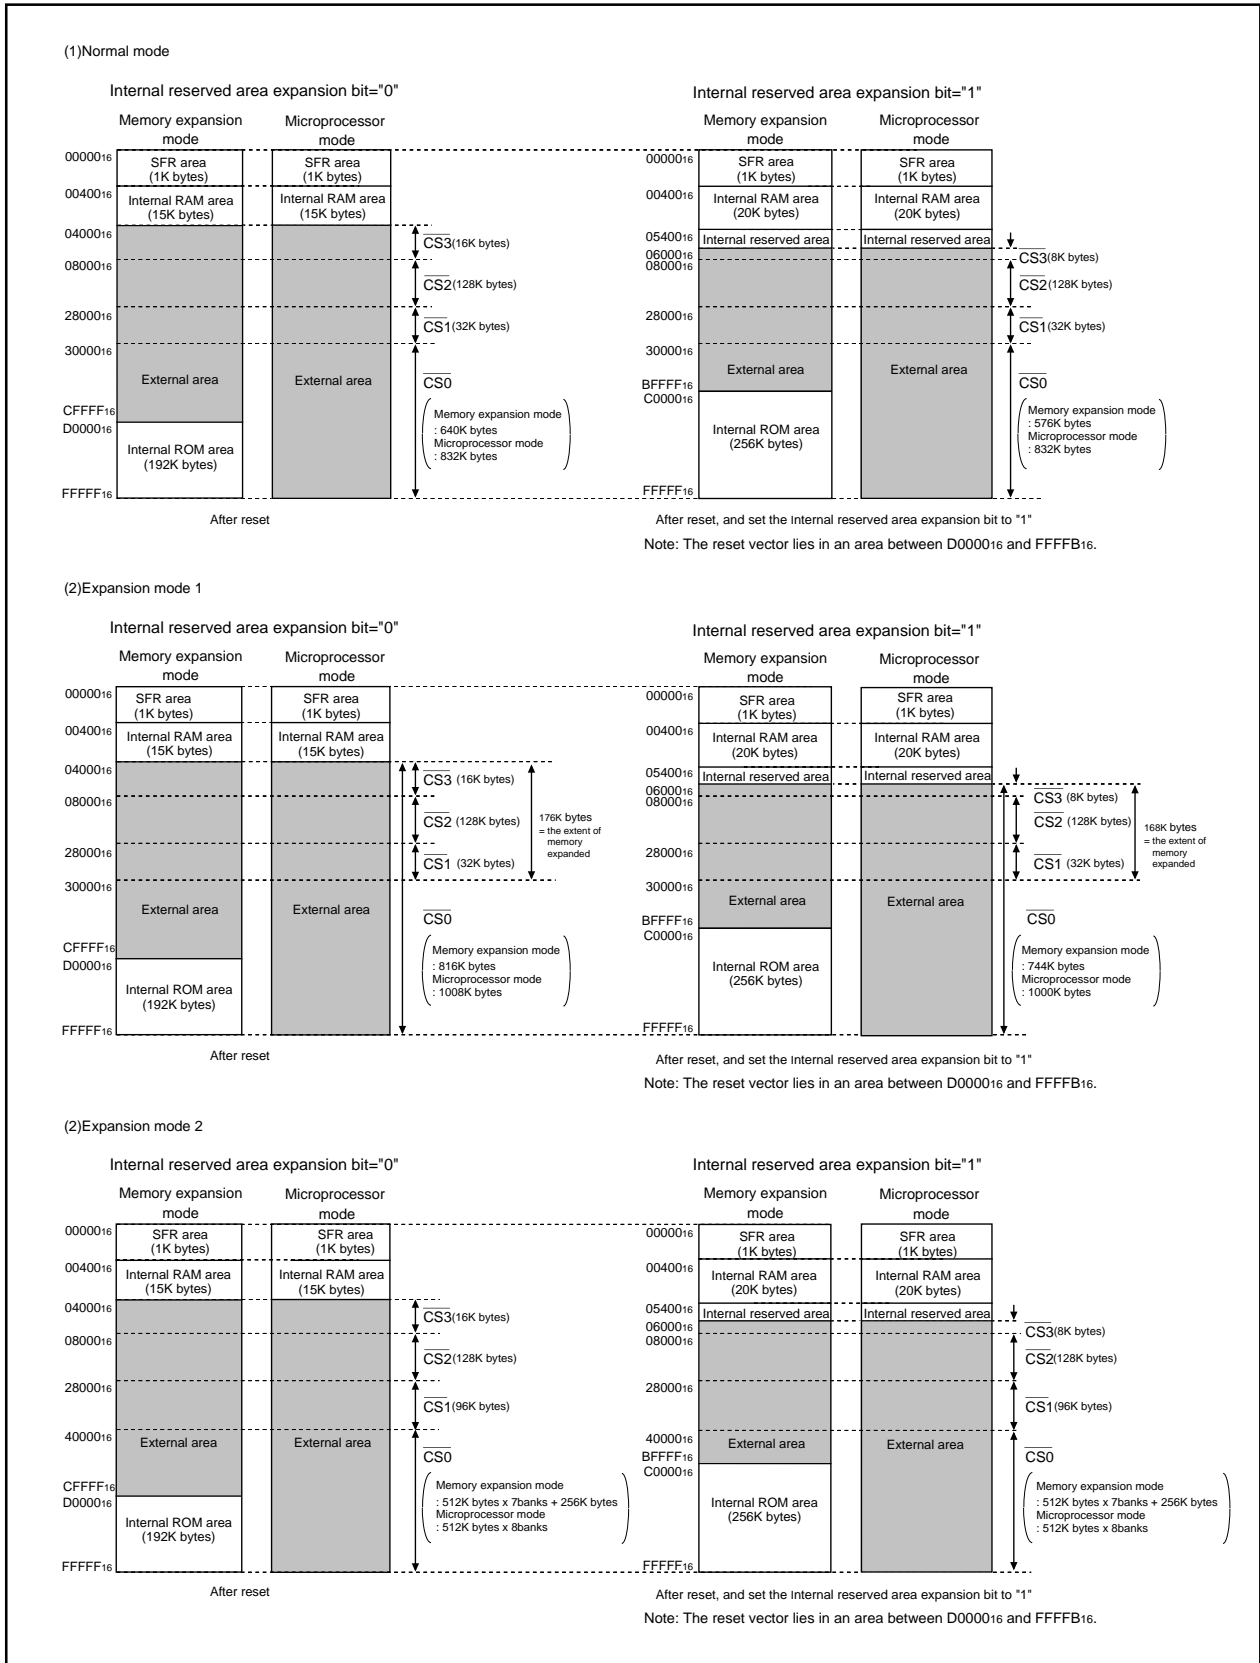 (1)Normal mode
Internal reserved area expansion bit="0"
Internal reserved area expansion bit="1"
Memory expansion mode
Microprocessor mode
Memory expansion mode
Microprocessor mode
0000016
SFR area
(1K bytes)
SFR area
(1K bytes)
0040016
Internal RAM area
(15K bytes)
Internal RAM area
(15K bytes)
0400016
CS3(16K bytes)
0800016
CS2(128K bytes)
2800016
CS1(32K bytes)
3000016
External area
External area
CS0
Memory expansion mode
: 640K bytes
Microprocessor mode
: 832K bytes
CFFFF16
D000016
Internal ROM area
(192K bytes)
FFFFF16
After reset
0000016
SFR area
(1K bytes)
SFR area
(1K bytes)
0040016
Internal RAM area
(20K bytes)
Internal RAM area
(20K bytes)
0540016
Internal reserved area
Internal reserved area
0600016
0800016
CS3(8K bytes)
CS2(128K bytes)
2800016
CS1(32K bytes)
3000016
External area
External area
CS0
BFFFF16
C000016
Memory expansion mode
: 576K bytes
Microprocessor mode
: 832K bytes
Internal ROM area
(256K bytes)
FFFFF16
After reset, and set the Internal reserved area expansion bit to "1"
Note: The reset vector lies in an area between D000016 and FFFFB16.
(2)Expansion mode 1
Internal reserved area expansion bit="0"
Internal reserved area expansion bit="1"
Memory expansion mode
Microprocessor mode
Memory expansion mode
Microprocessor mode
0000016
SFR area
(1K bytes)
SFR area
(1K bytes)
0040016
Internal RAM area
(15K bytes)
Internal RAM area
(15K bytes)
0400016
CS3 (16K bytes)
0800016
CS2 (128K bytes)
176K bytes
= the extent of
memory
expanded
2800016
CS1 (32K bytes)
3000016
External area
External area
CS0
Memory expansion mode
: 816K bytes
Microprocessor mode
: 1008K bytes
CFFFF16
D000016
Internal ROM area
(192K bytes)
FFFFF16
After reset
0000016
SFR area
(1K bytes)
SFR area
(1K bytes)
0040016
Internal RAM area
(20K bytes)
Internal RAM area
(20K bytes)
0540016
Internal reserved area
Internal reserved area
0600016
0800016
CS3 (8K bytes)
CS2 (128K bytes)
168K bytes
= the extent of
memory
expanded
2800016
CS1 (32K bytes)
3000016
External area
External area
CS0
BFFFF16
C000016
Memory expansion mode
: 744K bytes
Microprocessor mode
: 1000K bytes
Internal ROM area
(256K bytes)
FFFFF16
After reset, and set the Internal reserved area expansion bit to "1"
Note: The reset vector lies in an area between D000016 and FFFFB16.
(2)Expansion mode 2
Internal reserved area expansion bit="0"
Internal reserved area expansion bit="1"
Memory expansion mode
Microprocessor mode
Memory expansion mode
Microprocessor mode
0000016
SFR area
(1K bytes)
SFR area
(1K bytes)
0040016
Internal RAM area
(15K bytes)
Internal RAM area
(15K bytes)
0400016
CS3(16K bytes)
0800016
CS2(128K bytes)
2800016
CS1(96K bytes)
4000016
External area
External area
CS0
Memory expansion mode
: 512K bytes x 7banks + 256K bytes
Microprocessor mode
: 512K bytes x 8banks
CFFFF16
D000016
Internal ROM area
(192K bytes)
FFFFF16
After reset
0000016
SFR area
(1K bytes)
SFR area
(1K bytes)
0040016
Internal RAM area
(20K bytes)
Internal RAM area
(20K bytes)
0540016
Internal reserved area
Internal reserved area
0600016
0800016
CS3(8K bytes)
CS2(128K bytes)
2800016
CS1(96K bytes)
4000016
External area
External area
CS0
BFFFF16
C000016
Memory expansion mode
: 512K bytes x 7banks + 256K bytes
Microprocessor mode
: 512K bytes x 8banks
Internal ROM area
(256K bytes)
FFFFF16
After reset, and set the Internal reserved area expansion bit to "1"
Note: The reset vector lies in an area between D000016 and FFFFB16.